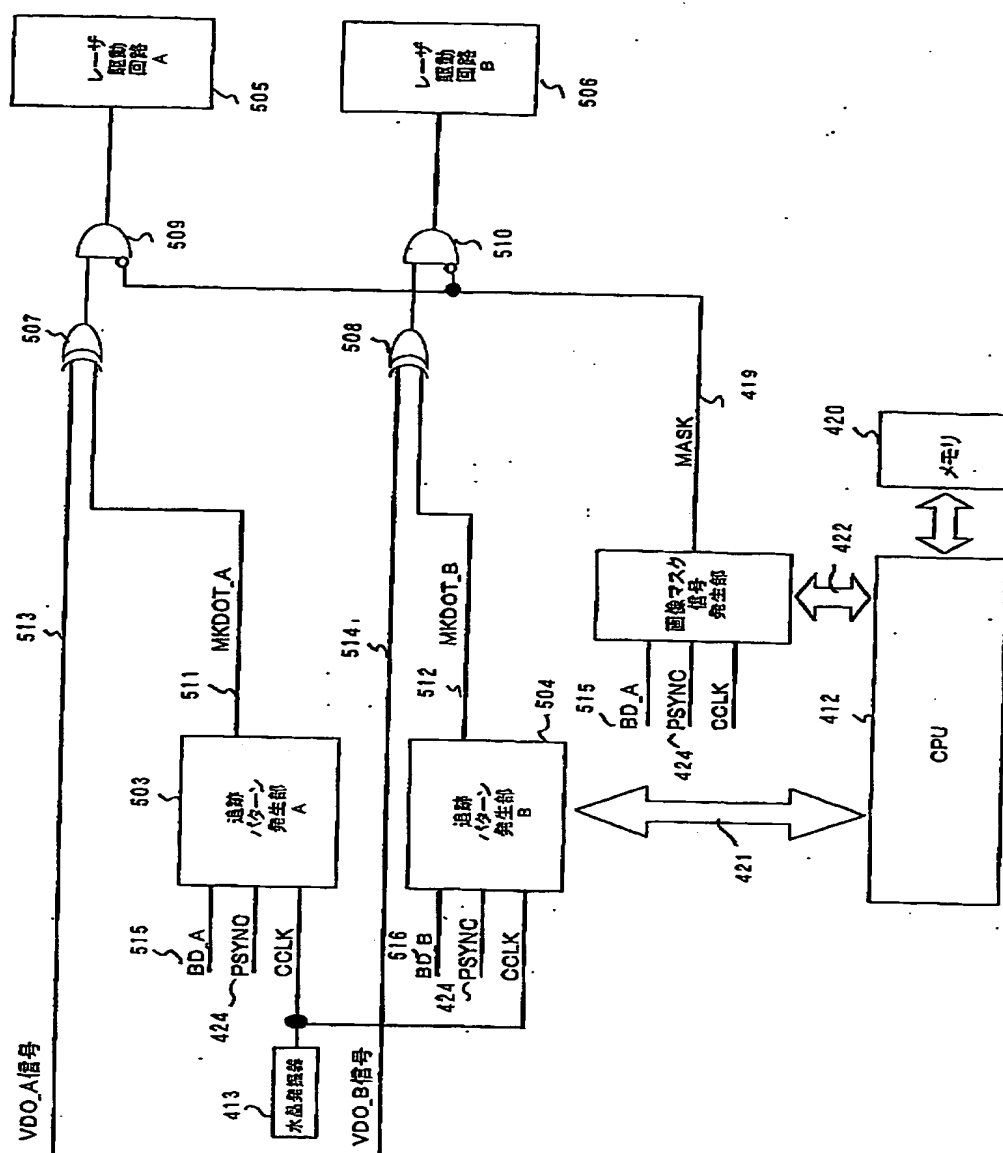 VDO_A信号
513
507
509
レーザ
駆動
回路
A
505
511
MKDOT_A
503
追跡
パターン
発生部
A
515
BD_A
424
PSYNC
CCLK
413
水晶発振器
VDO_B信号
514
508
510
レーザ
駆動
回路
B
506
512
MKDOT_B
504
追跡
パターン
発生部
B
516
BD_B
424
PSYNC
CCLK
MASK
419
515
BD_A
424
PSYNC
CCLK
画像マスク
信号
発生部
421
422
420
メモリ
412
CPU